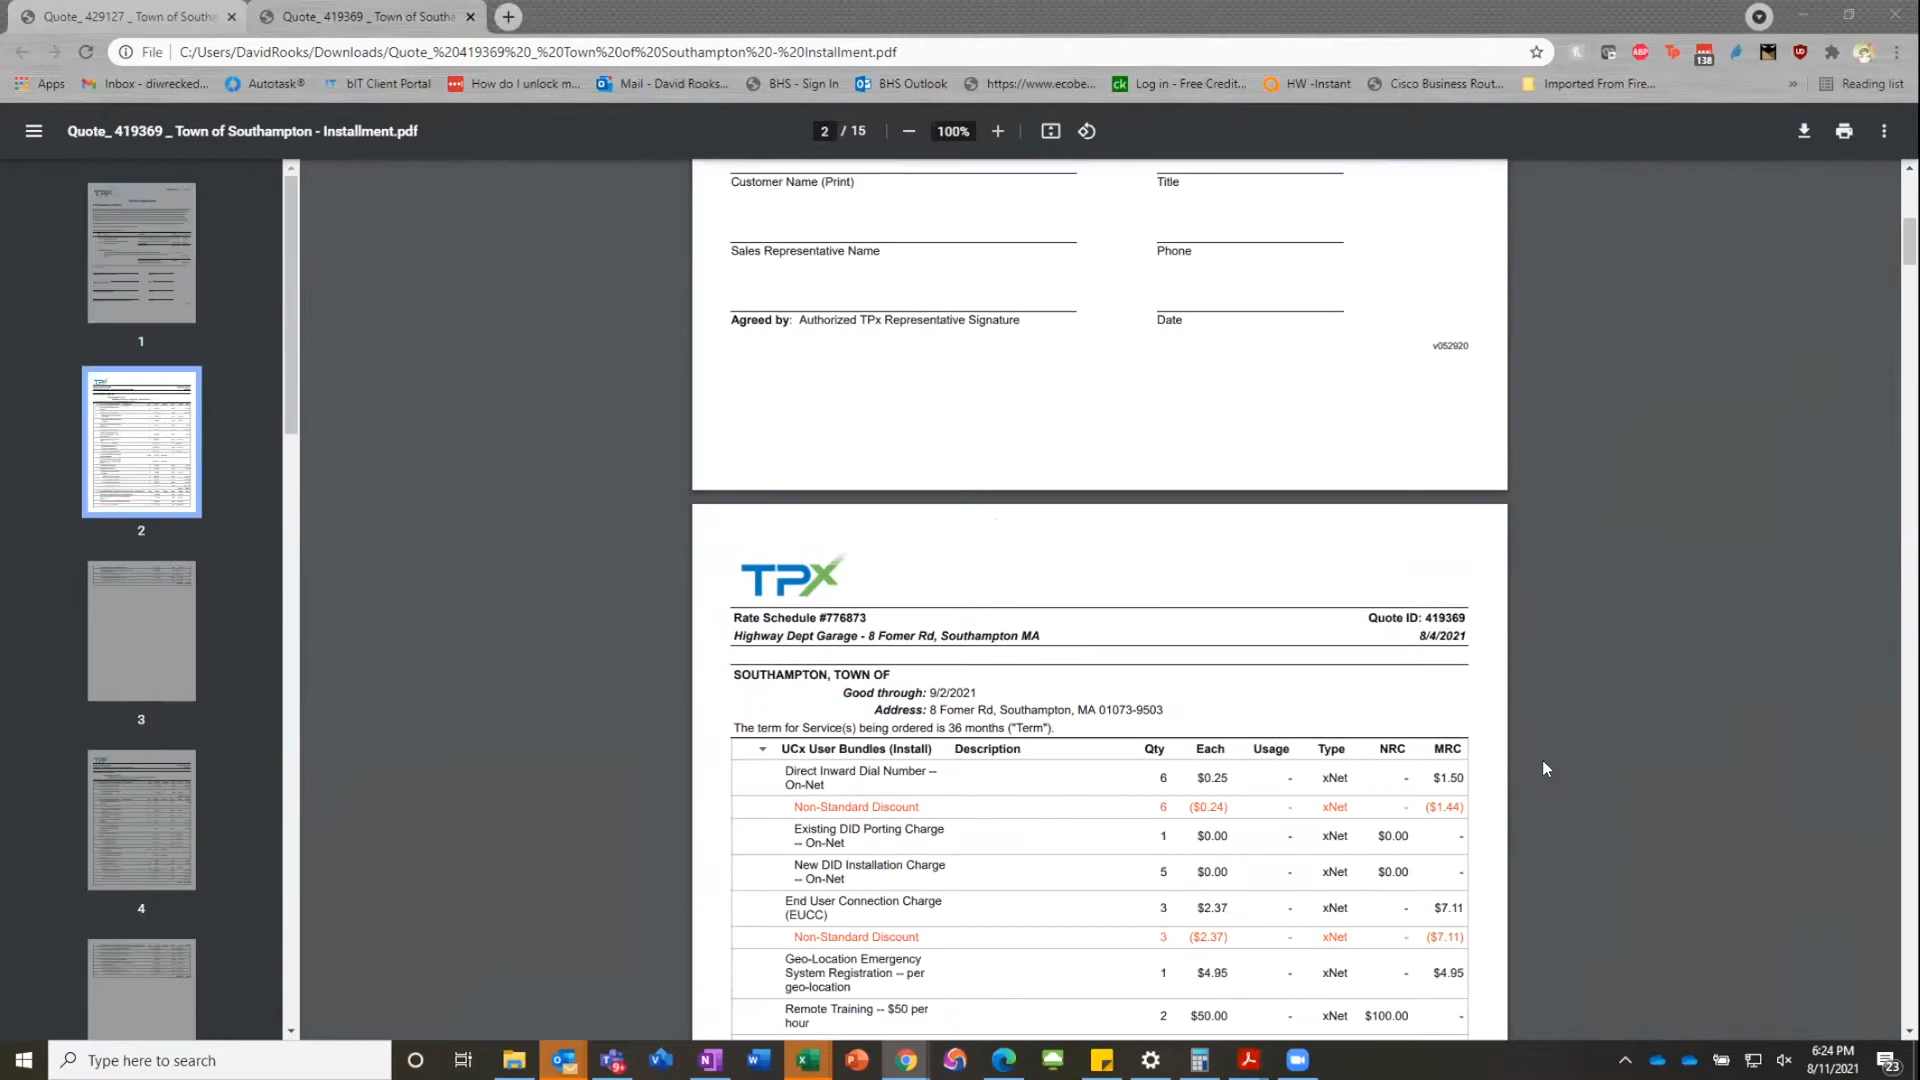 Quote_ 429127 _ Town of Southa
Quote_ 419369 _ Town of Southa
File
C:/Users/DavidRooks/Downloads/Quote_%20419369%20_%20Town%20of%20Southampton%20-%20Installment.pdf
138
Apps
Inbox - diwrecked...
Autotask®
bIT Client Portal
How do I unlock m...
Mail - David Rooks...
BHS - Sign In
BHS Outlook
https://www.ecobe...
Log in - Free Credit...
HW -Instant
Cisco Business Rout...
Imported From Fire...
»
Reading list
Quote_ 419369 _ Town of Southampton - Installment.pdf
2 / 15
100%
1
2
3
4
Customer Name (Print) Title
Sales Representative Name Phone
Agreed by: Authorized TPx Representative Signature Date
v052920
TPx
Rate Schedule #776873 Quote ID: 419369
Highway Dept Garage - 8 Fomer Rd, Southampton MA 8/4/2021
SOUTHAMPTON, TOWN OF
Good through: 9/2/2021
Address: 8 Fomer Rd, Southampton, MA 01073-9503
The term for Service(s) being ordered is 36 months ("Term").
UCx User Bundles (Install) Description Qty Each Usage Type NRC MRC
Direct Inward Dial Number --
On-Net 6 $0.25 - xNet - $1.50
Non-Standard Discount 6 ($0.24) - xNet - ($1.44)
Existing DID Porting Charge
-- On-Net 1 $0.00 - xNet $0.00 -
New DID Installation Charge
-- On-Net 5 $0.00 - xNet $0.00 -
End User Connection Charge
(EUCC) 3 $2.37 - xNet - $7.11
Non-Standard Discount 3 ($2.37) - xNet - ($7.11)
Geo-Location Emergency
System Registration -- per
geo-location 1 $4.95 - xNet - $4.95
Remote Training -- $50 per
hour 2 $50.00 - xNet $100.00 -
Type here to search
6:24 PM
8/11/2021
23